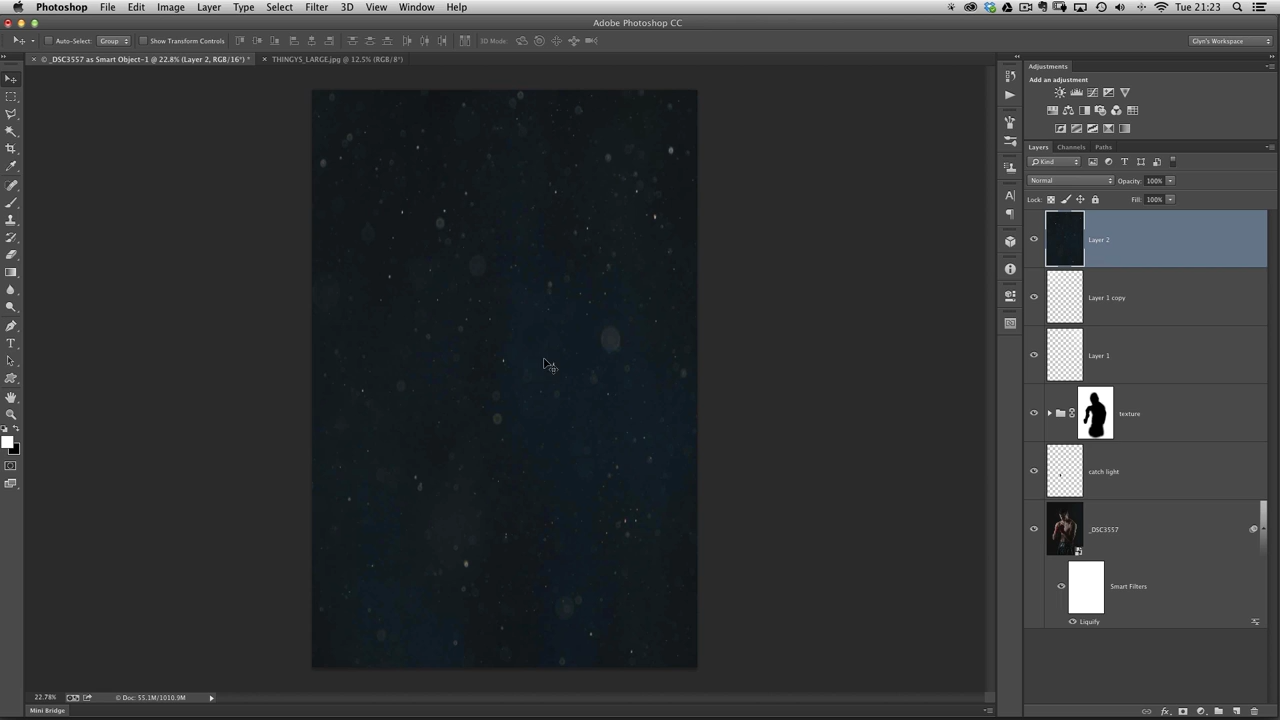 Photoshop File Edit Image Layer Type Select Filter 3D View Window Help Tue 21:23
Adobe Photoshop CC
Auto-Select: Group Show Transform Controls 3D Mode: Glyn's Workspace
× © _DSC3557 as Smart Object-1 @ 22.8% (Layer 2, RGB/16*) * × THINGYS_LARGE.jpg @ 12.5% (RGB/8*)
Adjustments
Add an adjustment
Layers Channels Paths
Kind
Normal Opacity: 100%
Lock: Fill: 100%
Layer 2
Layer 1 copy
Layer 1
texture
catch light
_DSC3557
Smart Filters
Liquify
22.78% © Doc: 55.1M/1010.9M
Mini Bridge